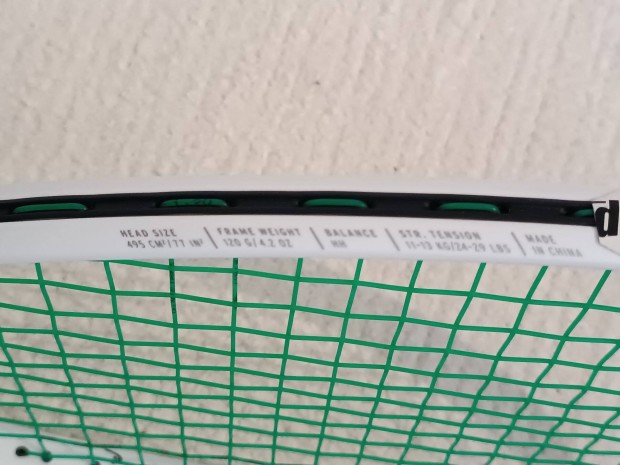 HEAD SIZE | FRAME WEIGHT | BALANCE | STR. TENSION | MADE
495 CM²/77 IN² | 120 G/4.2 OZ | HH | 11-13 KG/24-29 LBS | IN CHINA